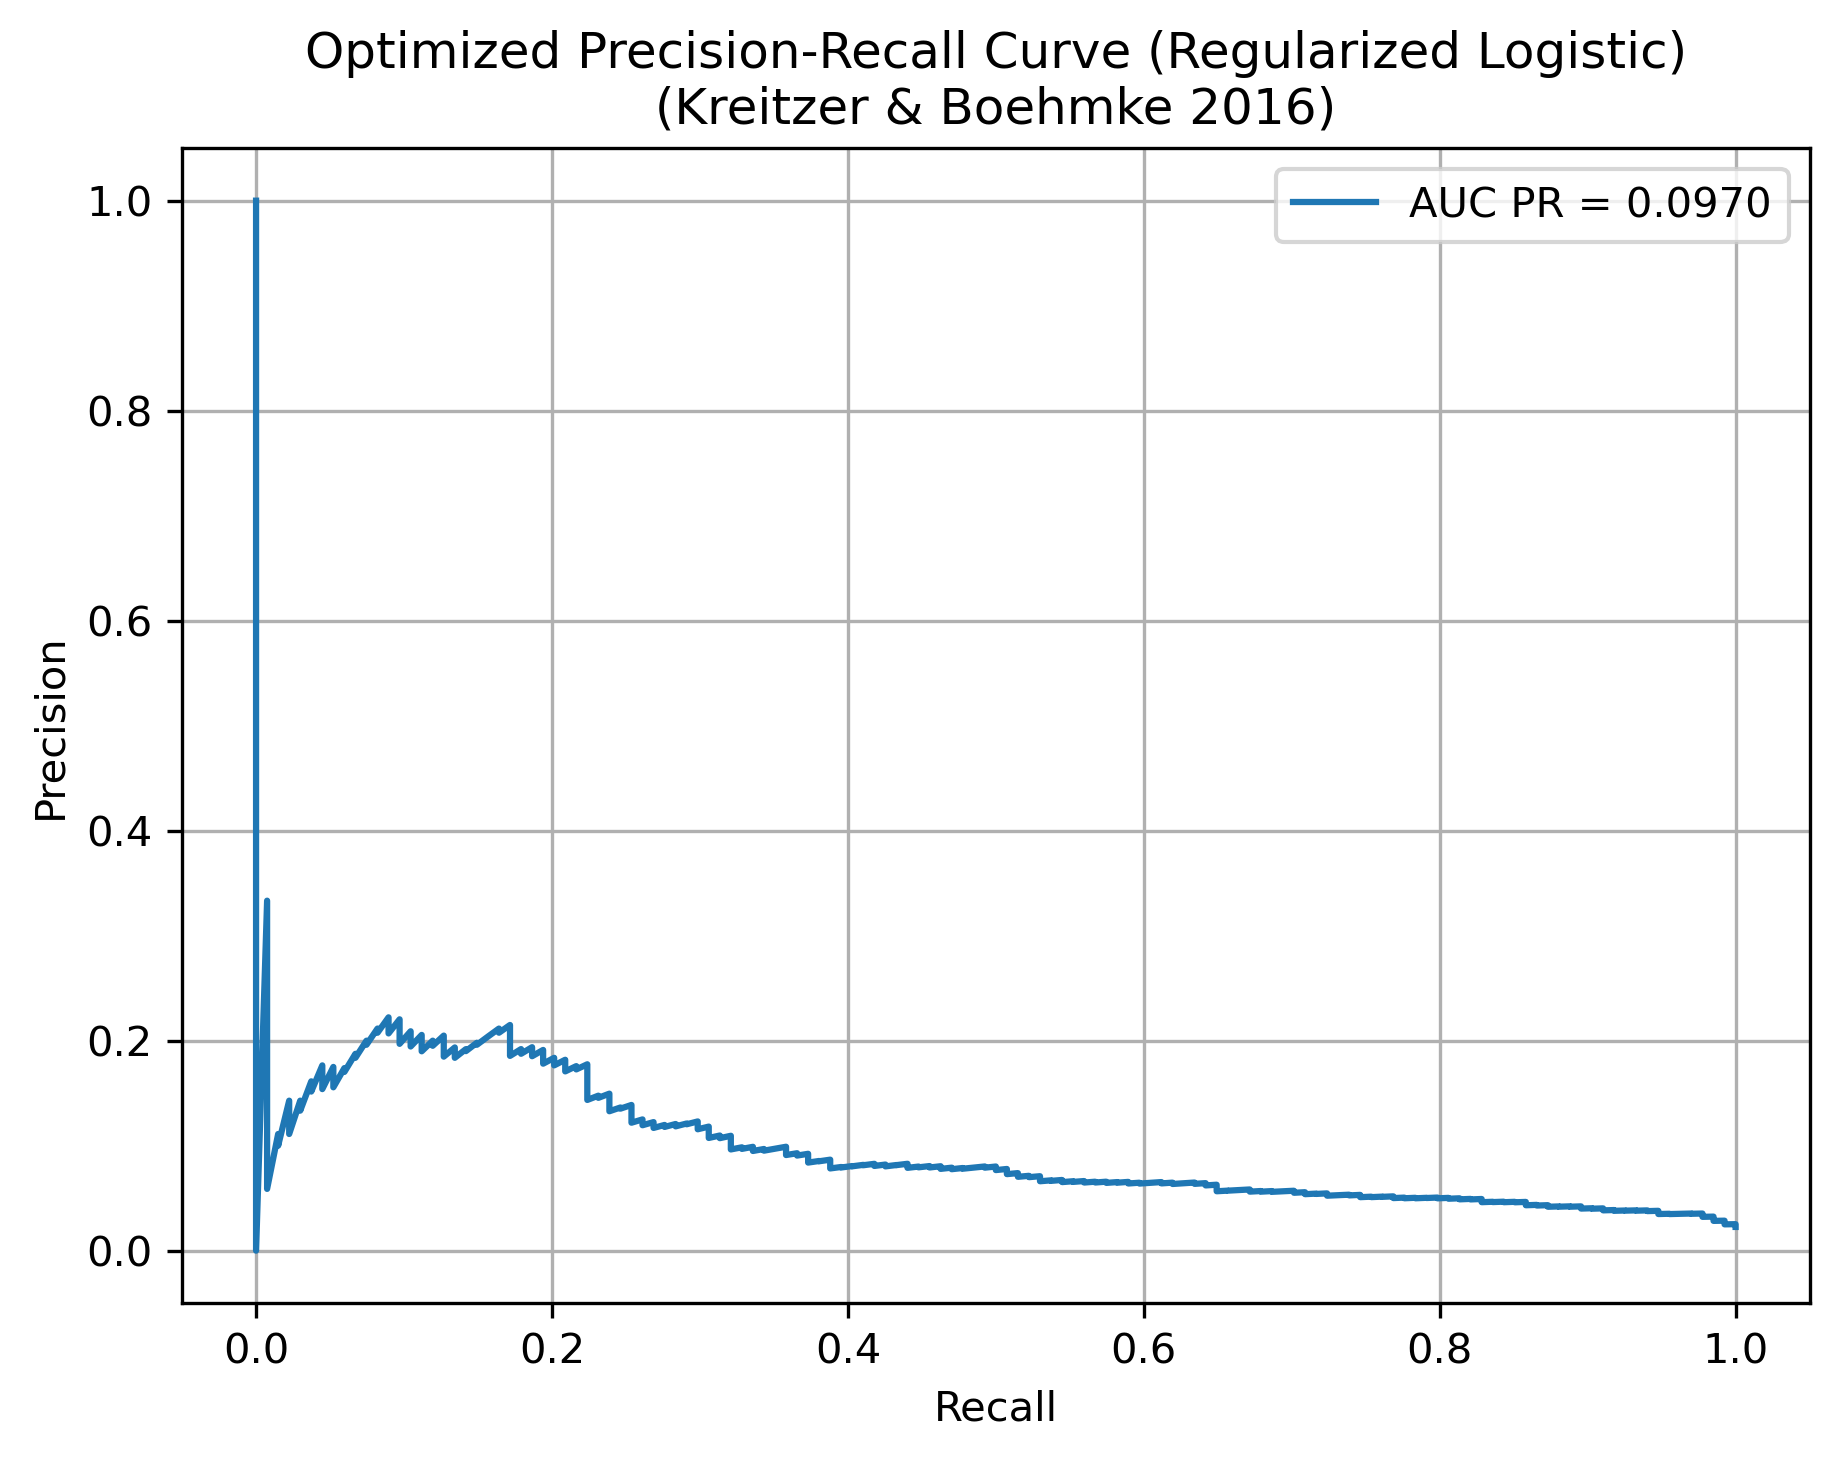 Optimized Precision-Recall Curve (Regularized Logistic)
(Kreitzer & Boehmke 2016)
AUC PR = 0.0970
1.0
0.8
0.6
0.4
0.2
0.0
Precision
0.0 0.2 0.4 0.6 0.8 1.0
Recall